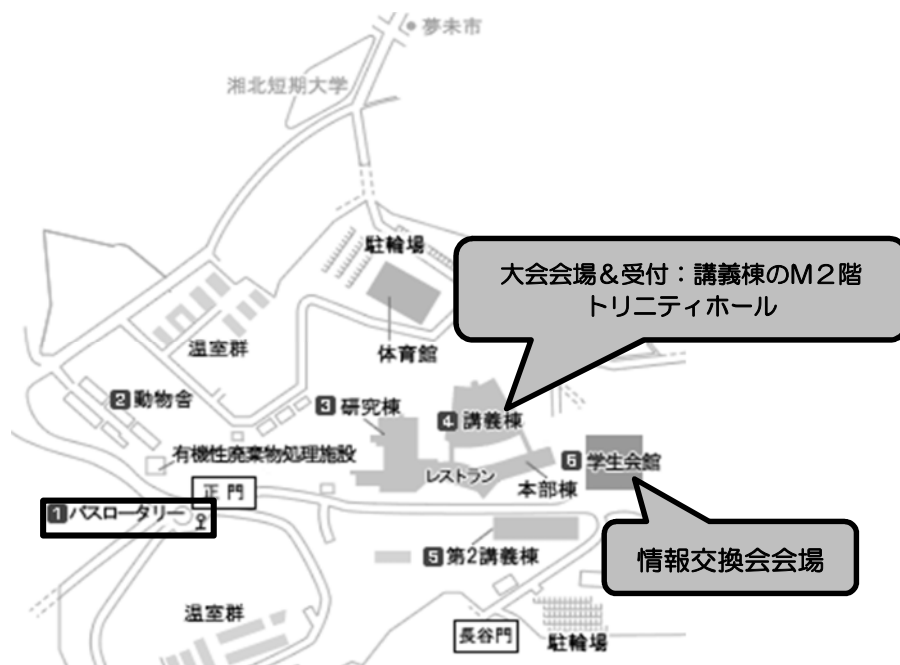 夢未市
湘北短期大学
駐輪場
大会会場＆受付：講義棟のＭ２階
トリニティホール
温室群
体育館
2 動物舎
3 研究棟
4 講義棟
有機性廃棄物処理施設
レストラン
6 学生会館
本部棟
正門
1 バスロータリー
5 第2講義棟
情報交換会会場
温室群
長谷門
駐輪場